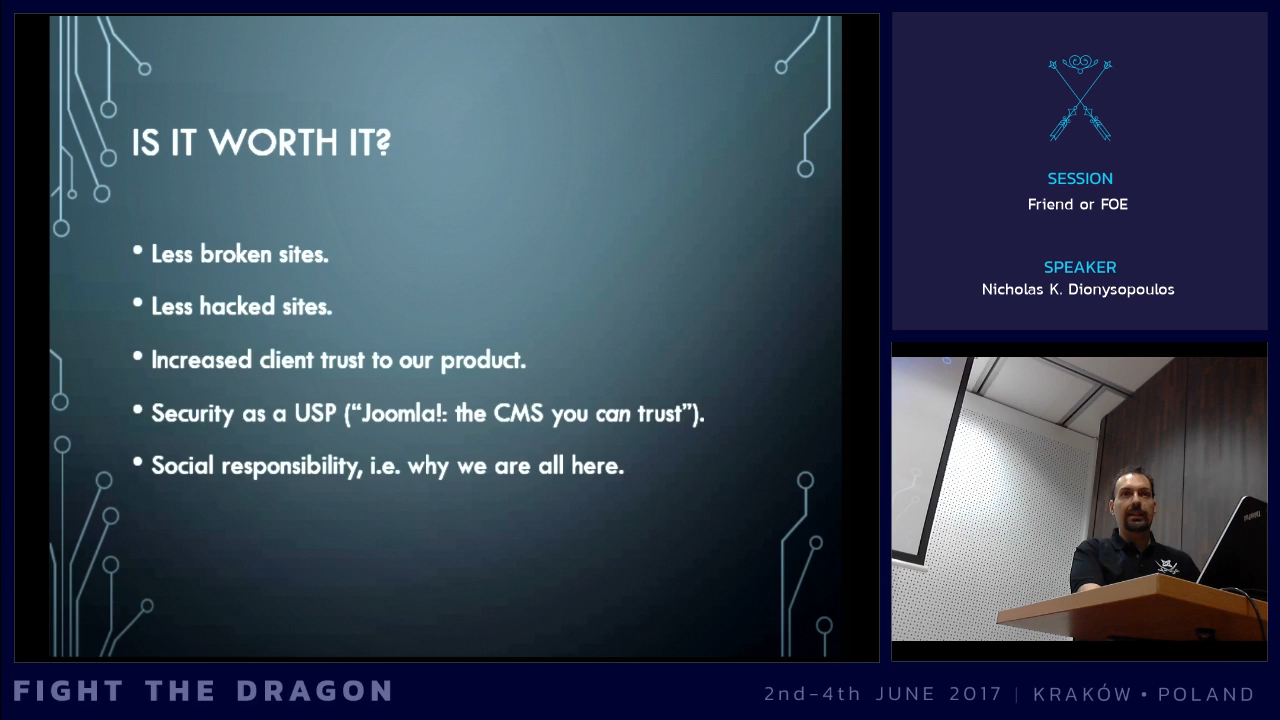 IS IT WORTH IT?
• Less broken sites.
• Less hacked sites.
• Increased client trust to our product.
• Security as a USP (“Joomla!: the CMS you can trust”).
• Social responsibility, i.e. why we are all here.
SESSION
Friend or FOE
SPEAKER
Nicholas K. Dionysopoulos
ThinkPad
FIGHT THE DRAGON
2nd-4th JUNE 2017 | KRAKÓW • POLAND